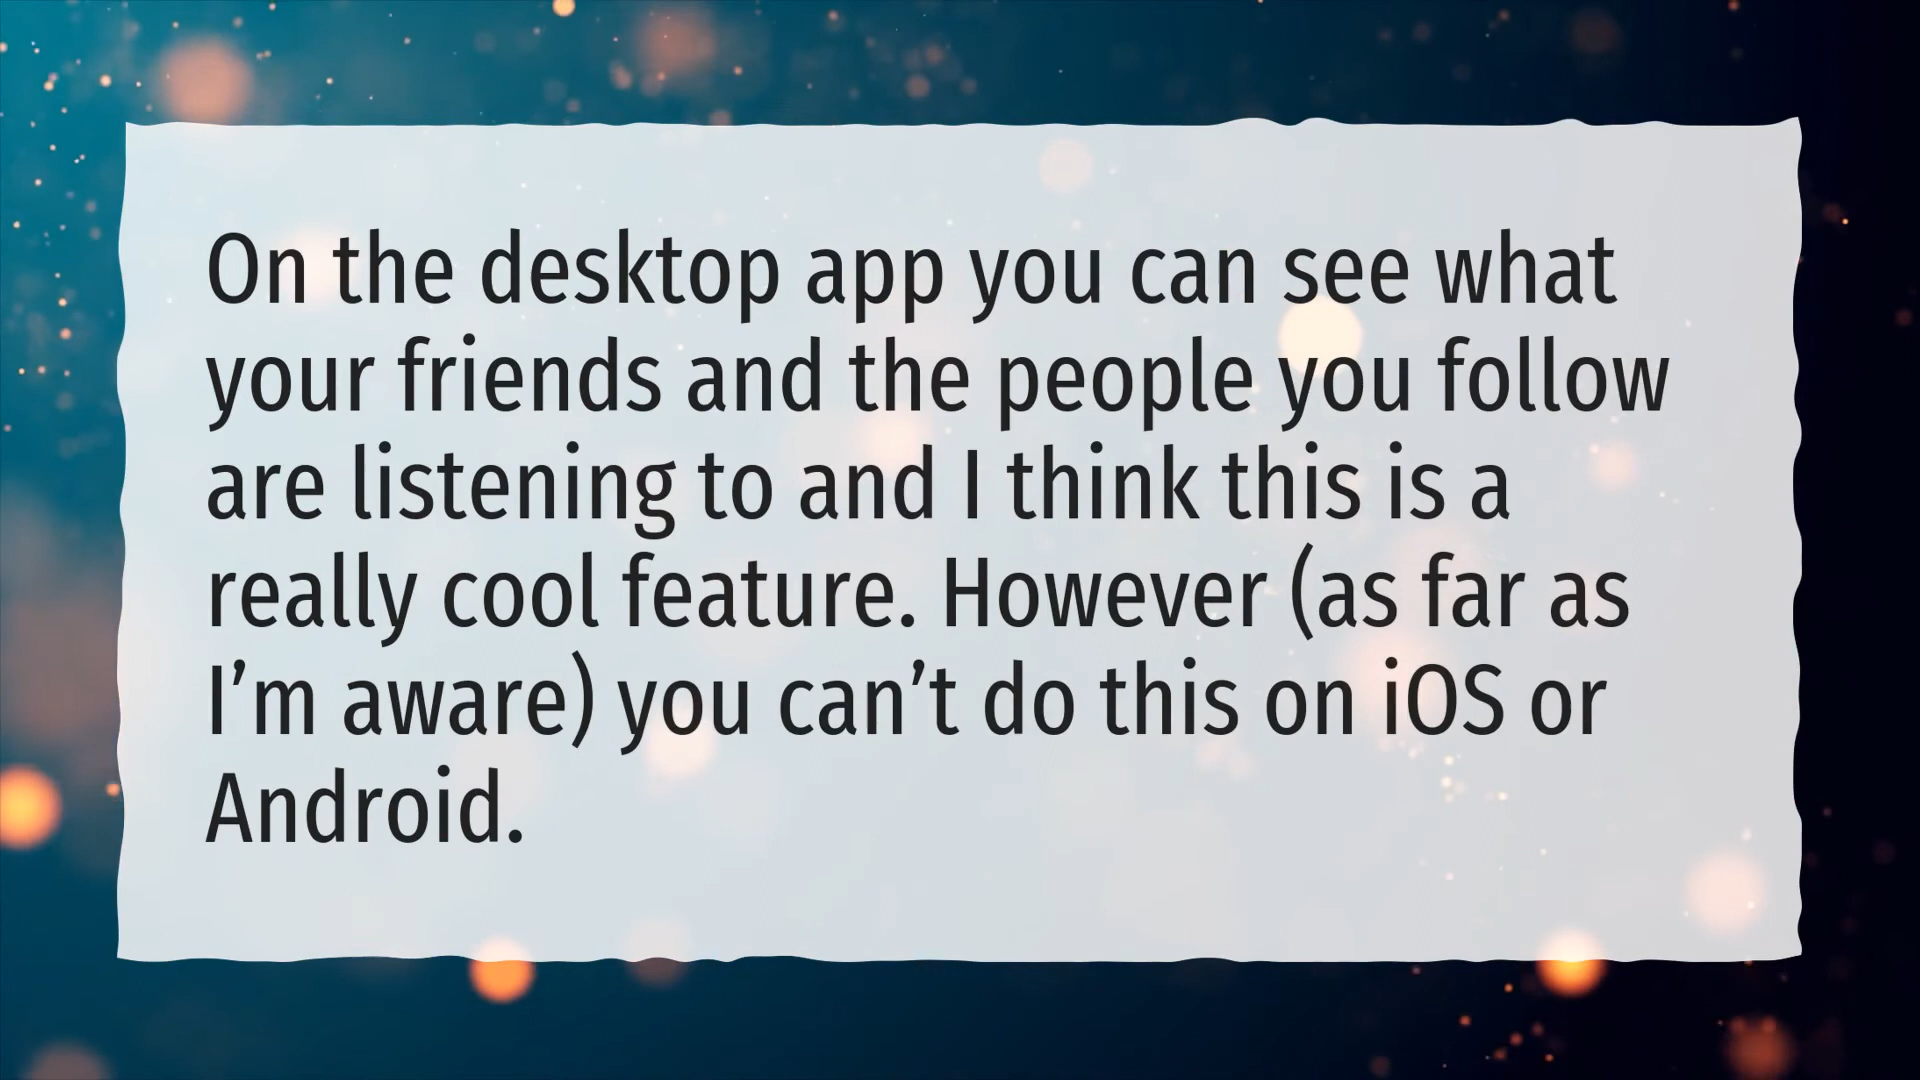 On the desktop app you can see what
your friends and the people you follow
are listening to and I think this is a
really cool feature. However (as far as
I’m aware) you can’t do this on iOS or
Android.